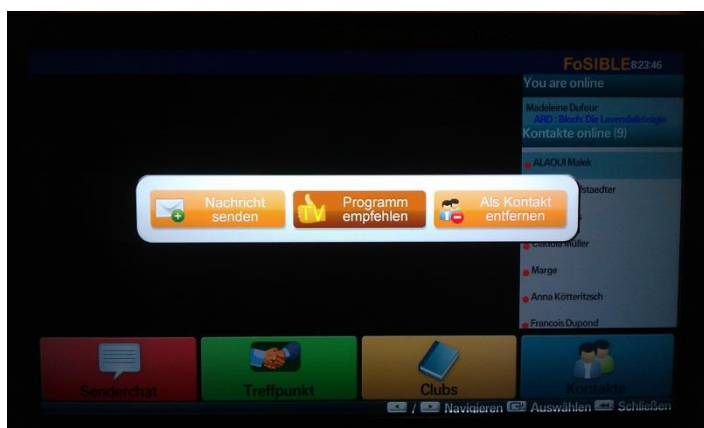 FoSIBLE 8:23:46
You are online
Madeleine Dufour
ARD : Bloch: Die Lavendelkönigin
Kontakte online (9)
ALAOUI Malek
fstaedter
s
Claudia Müller
Marge
Anna Kötteritzsch
Francois Dupond
Nachricht senden
Programm empfehlen
Als Kontakt entfernen
Senderchat
Treffpunkt
Clubs
Kontakte
/ Navigieren Auswählen Schließen